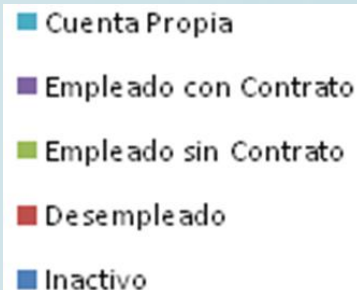 Cuenta Propia
Empleado con Contrato
Empleado sin Contrato
Desempleado
Inactivo